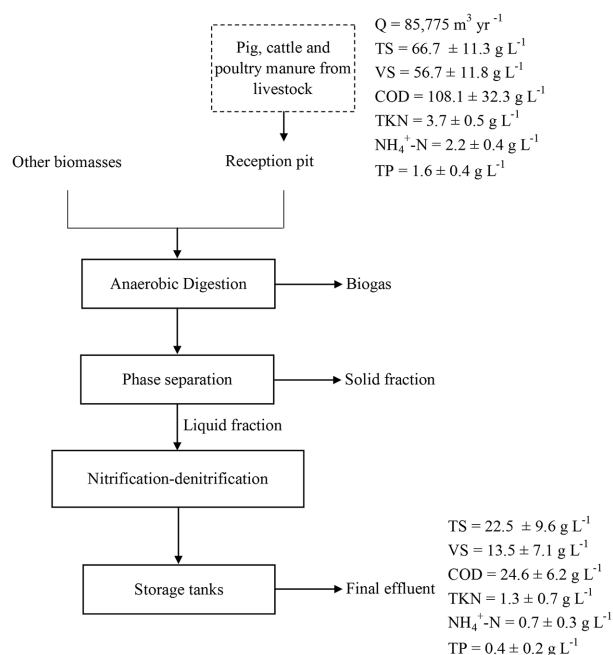 Pig, cattle and
poultry manure from
livestock
Q = 85,775 m³ yr ⁻¹
TS = 66.7 ± 11.3 g L⁻¹
VS = 56.7 ± 11.8 g L⁻¹
COD = 108.1 ± 32.3 g L⁻¹
TKN = 3.7 ± 0.5 g L⁻¹
NH₄⁺-N = 2.2 ± 0.4 g L⁻¹
TP = 1.6 ± 0.4 g L⁻¹
Other biomasses
Reception pit
Anaerobic Digestion
Biogas
Phase separation
Solid fraction
Liquid fraction
Nitrification-denitrification
Storage tanks
Final effluent
TS = 22.5 ± 9.6 g L⁻¹
VS = 13.5 ± 7.1 g L⁻¹
COD = 24.6 ± 6.2 g L⁻¹
TKN = 1.3 ± 0.7 g L⁻¹
NH₄⁺-N = 0.7 ± 0.3 g L⁻¹
TP = 0.4 ± 0.2 g L⁻¹